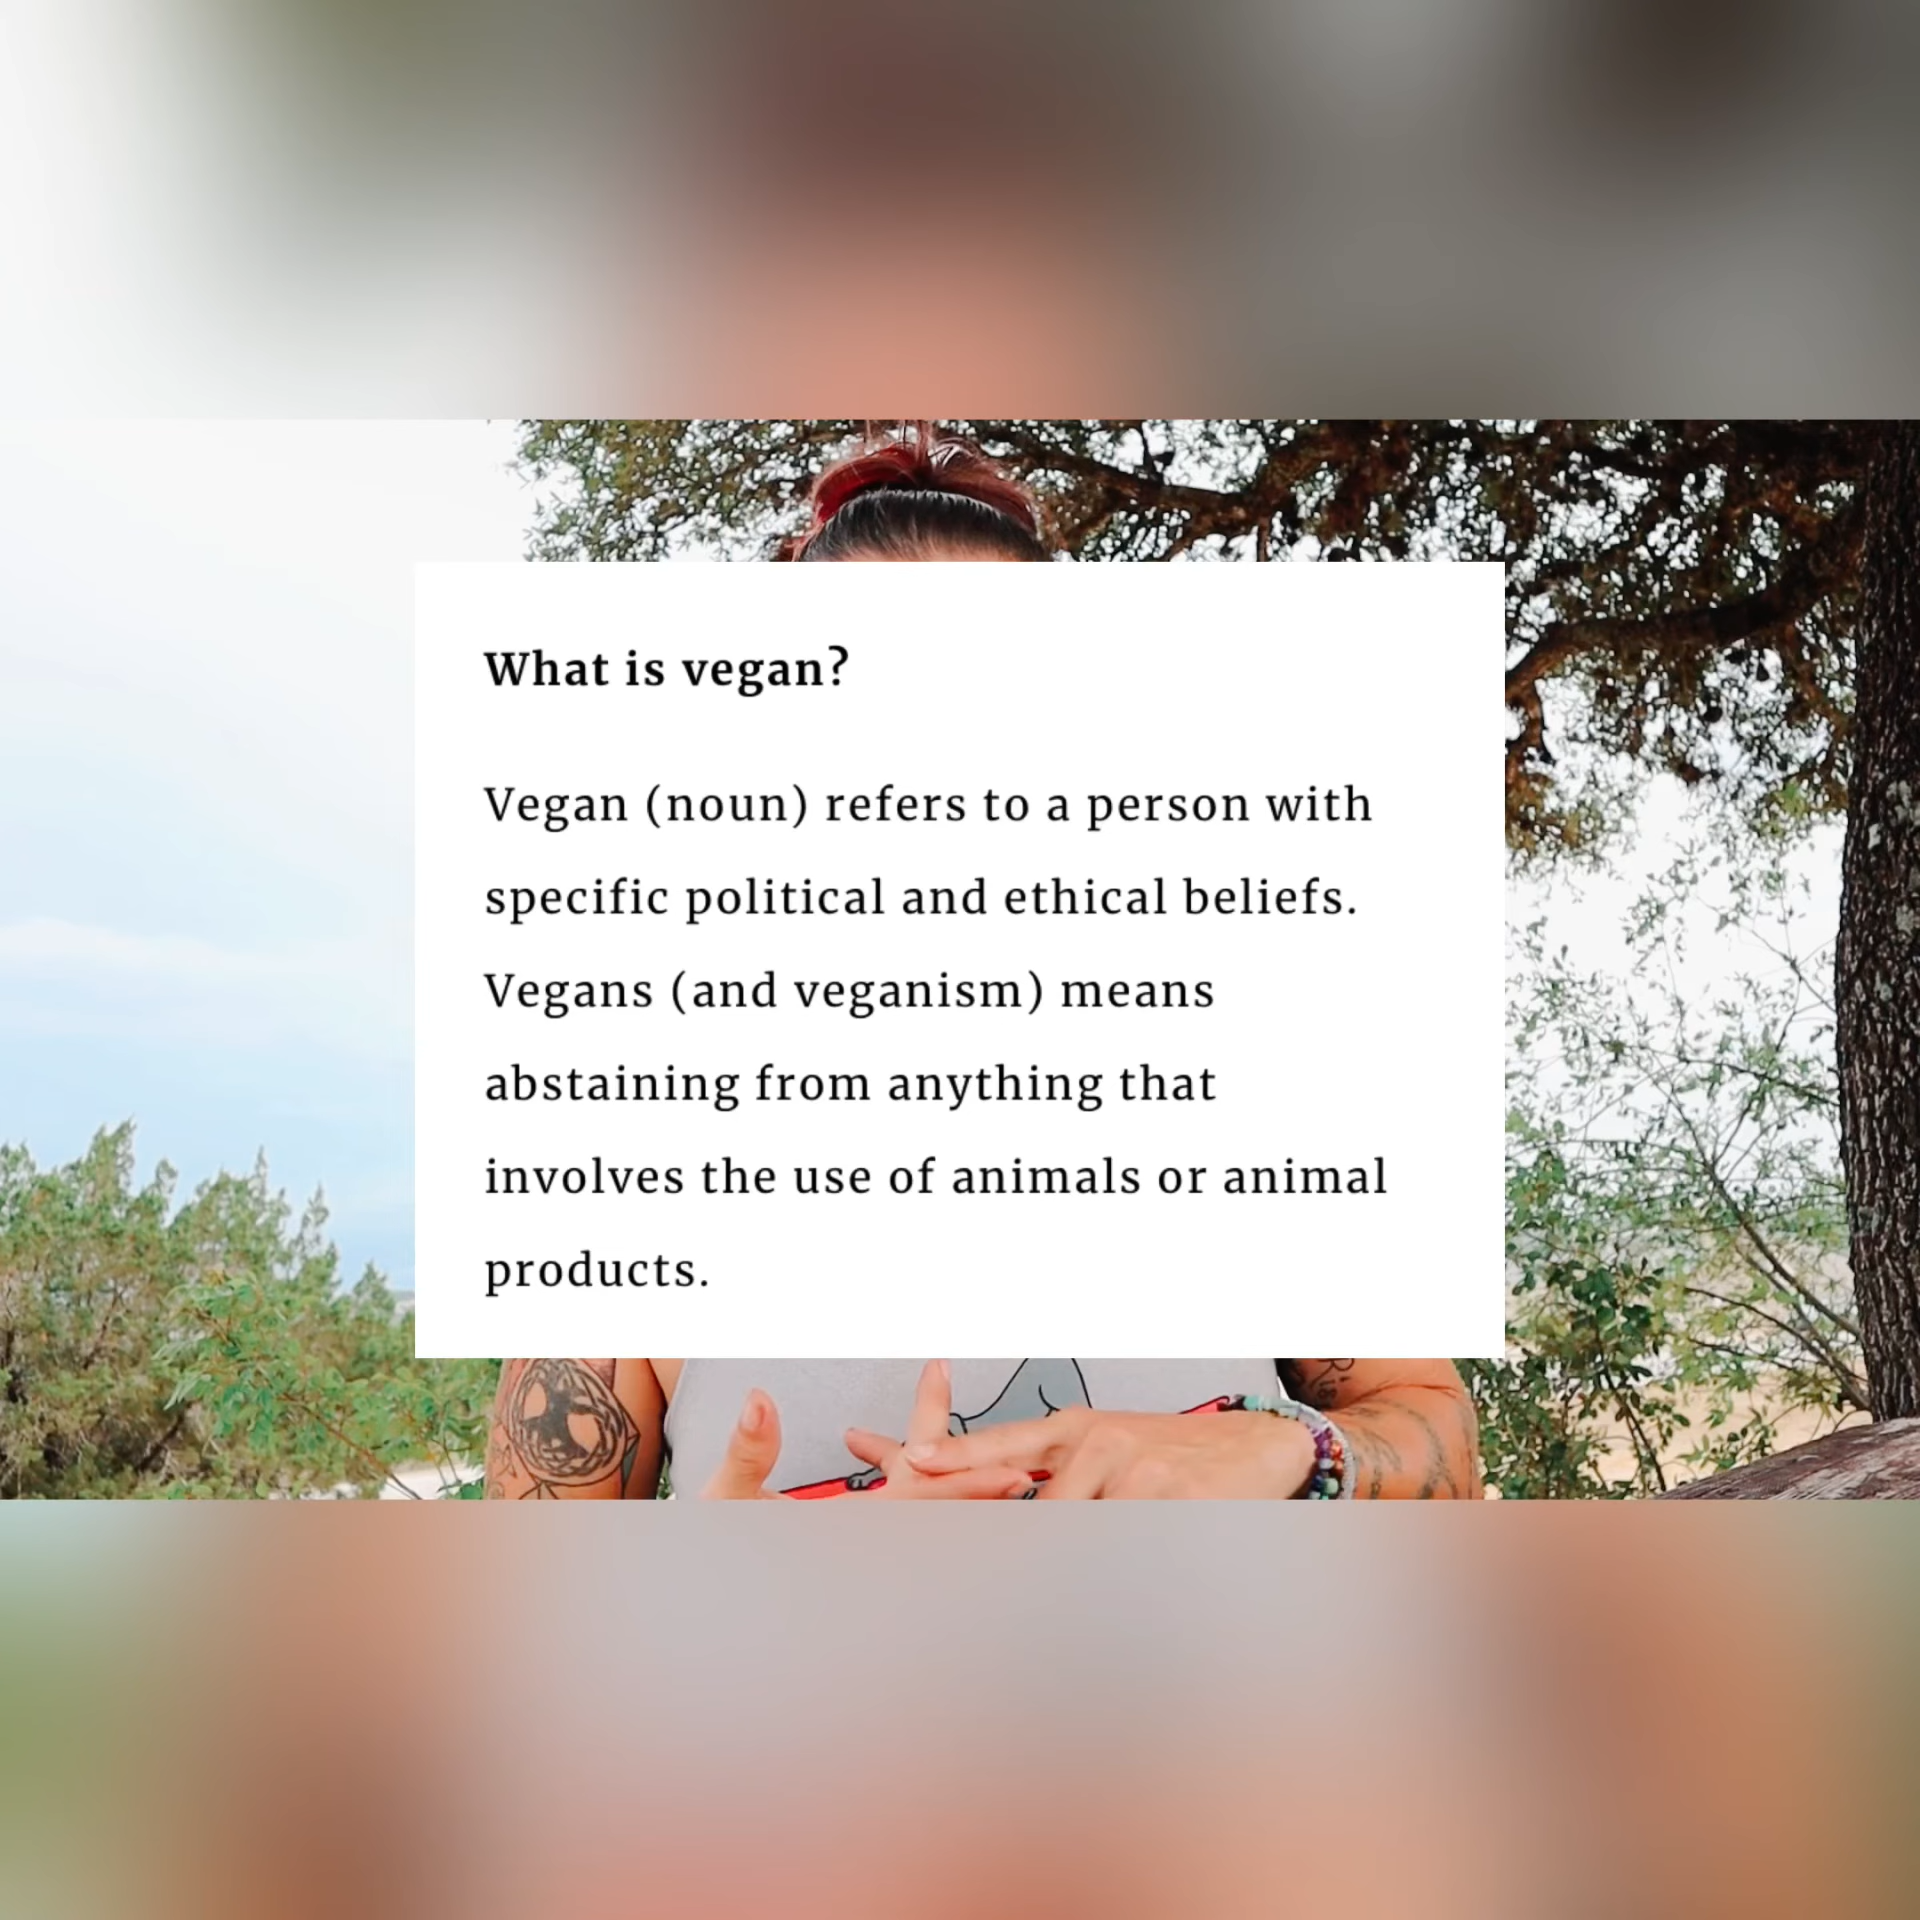 What is vegan?
Vegan (noun) refers to a person with
specific political and ethical beliefs.
Vegans (and veganism) means
abstaining from anything that
involves the use of animals or animal
products.